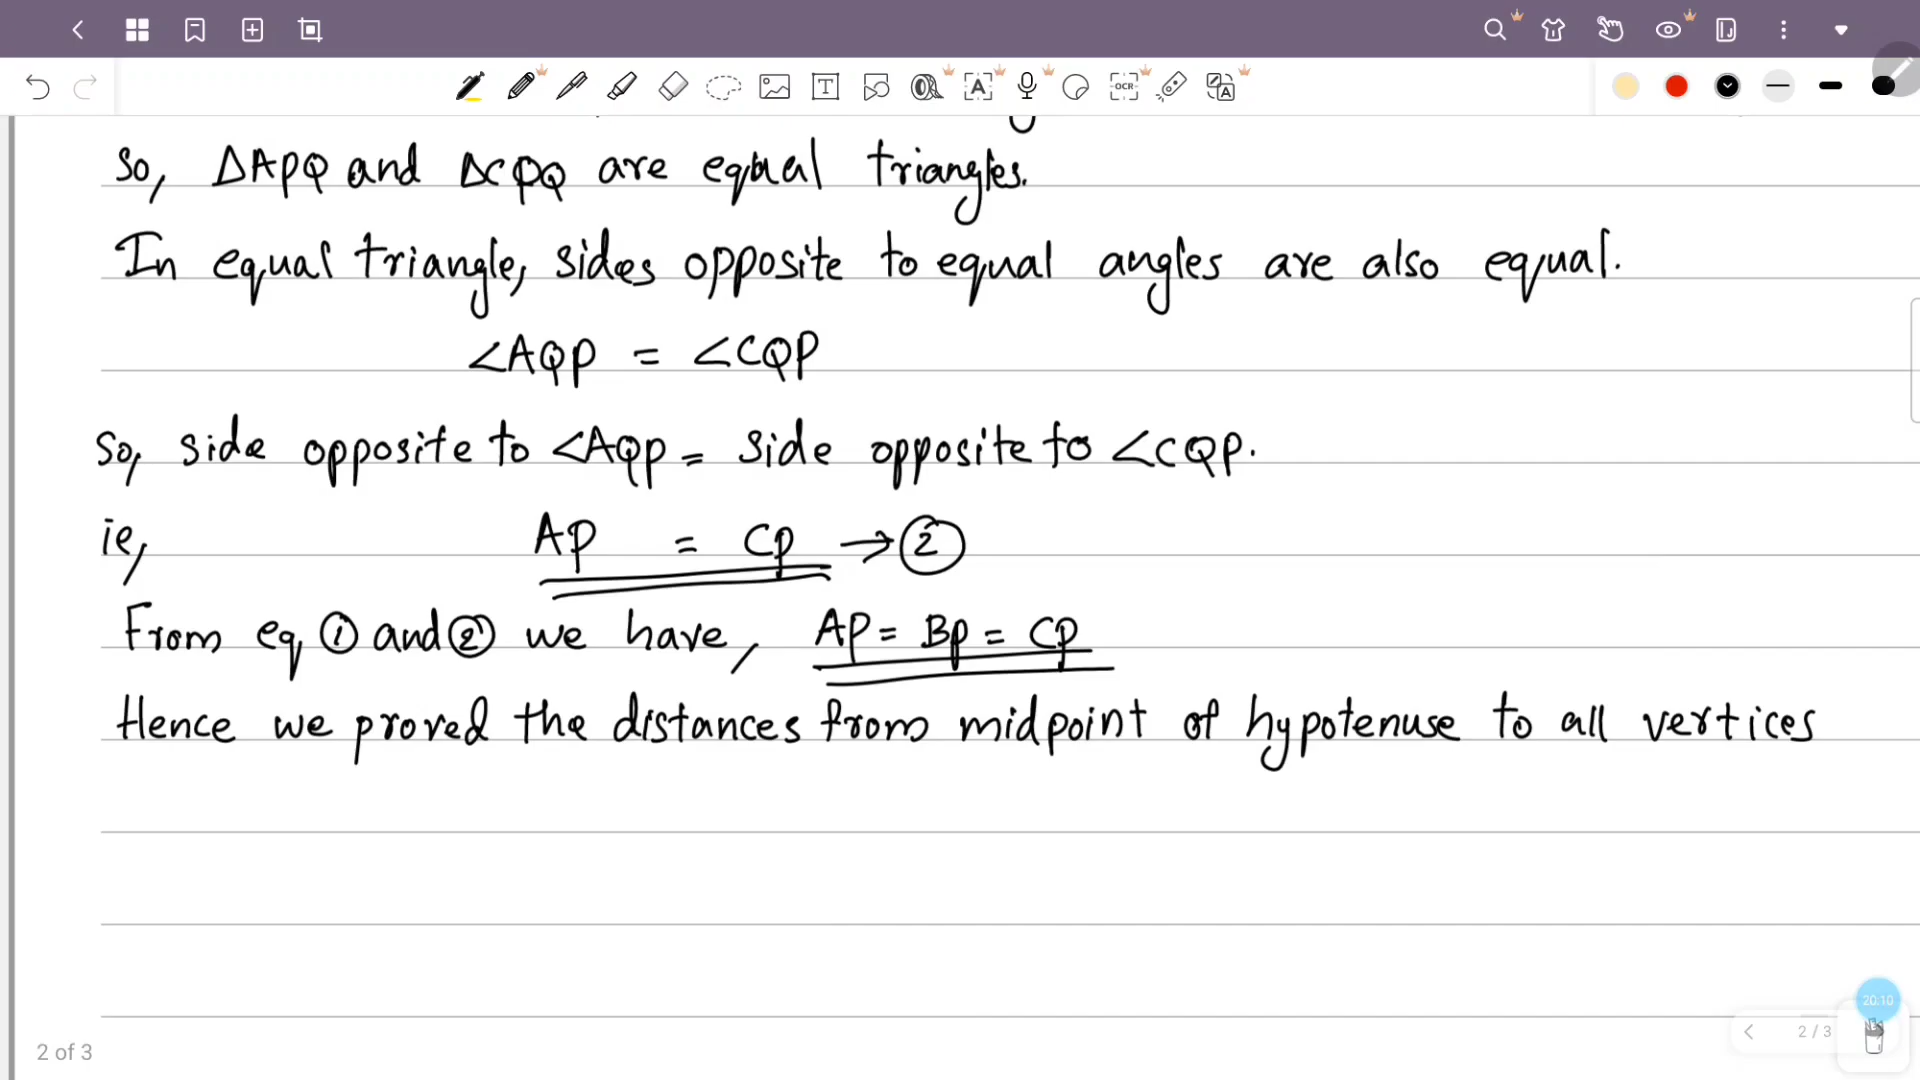 OCR
So, ΔAPQ and ΔCPQ are equal triangles.
In equal triangle, sides opposite to equal angles are also equal.
∠AQP = ∠CQP
So, side opposite to ∠AQP = side opposite to ∠CQP.
ie, AP = CP → ②
From eq ① and ② we have, AP = BP = CP
Hence we proved the distances from midpoint of hypotenuse to all vertices
20:10
2 / 3
2 of 3